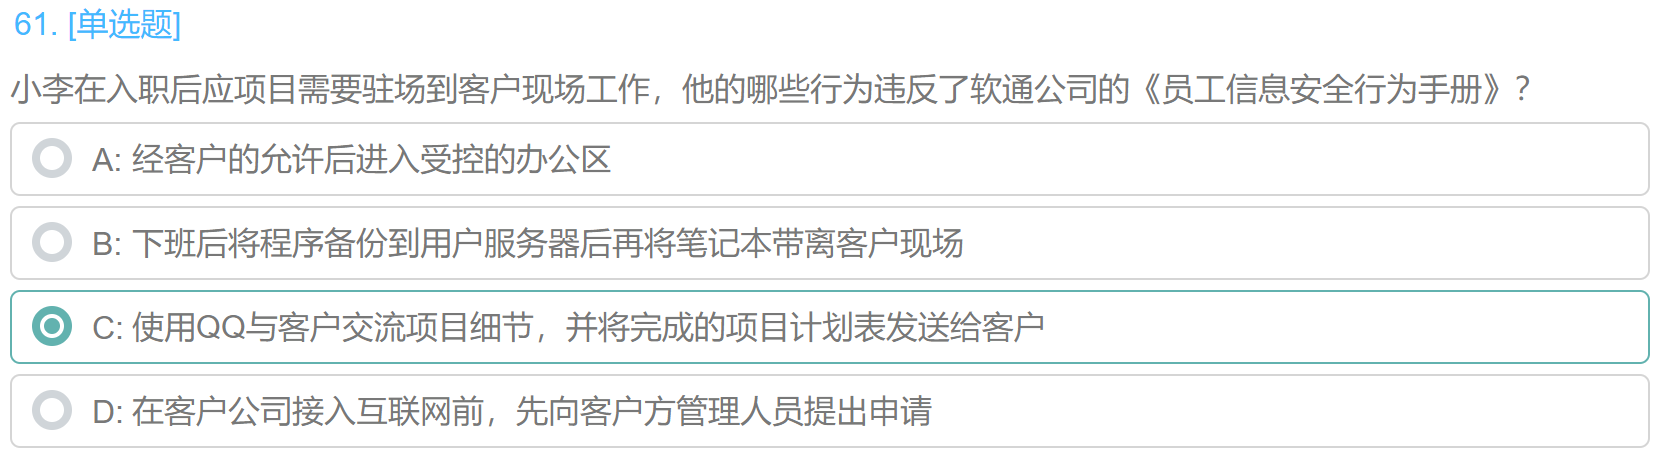 61. [单选题]
小李在入职后应项目需要驻场到客户现场工作，他的哪些行为违反了软通公司的《员工信息安全行为手册》？
A: 经客户的允许后进入受控的办公区
B: 下班后将程序备份到用户服务器后再将笔记本带离客户现场
C: 使用QQ与客户交流项目细节，并将完成的项目计划表发送给客户
D: 在客户公司接入互联网前，先向客户方管理人员提出申请